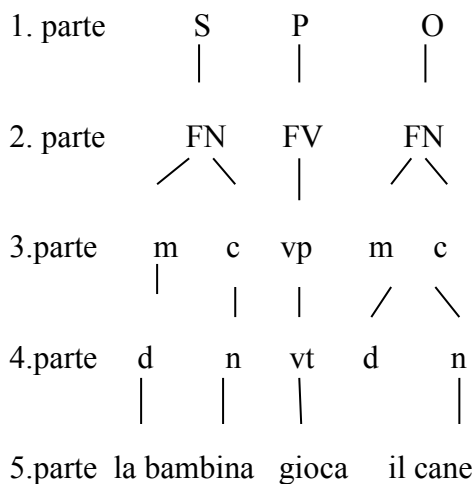 1. parte S P O
2. parte FN FV FN
3.parte m c vp m c
4.parte d n vt d n
5.parte la bambina gioca il cane